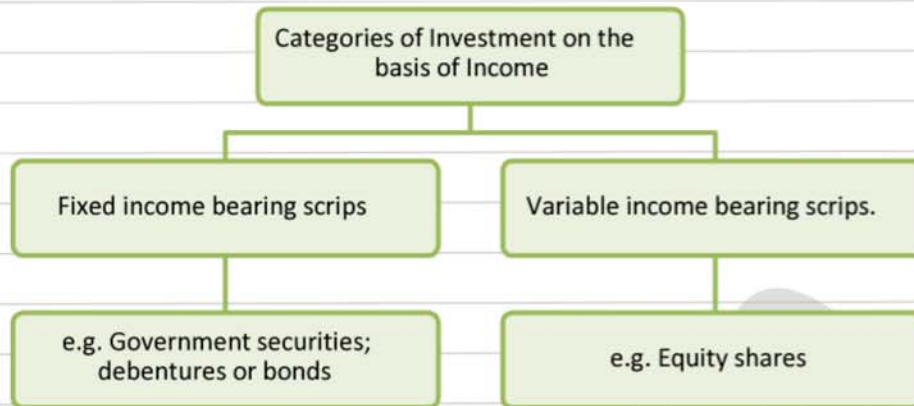 Categories of Investment on the
basis of Income
Fixed income bearing scrips
Variable income bearing scrips.
e.g. Government securities;
debentures or bonds
e.g. Equity shares